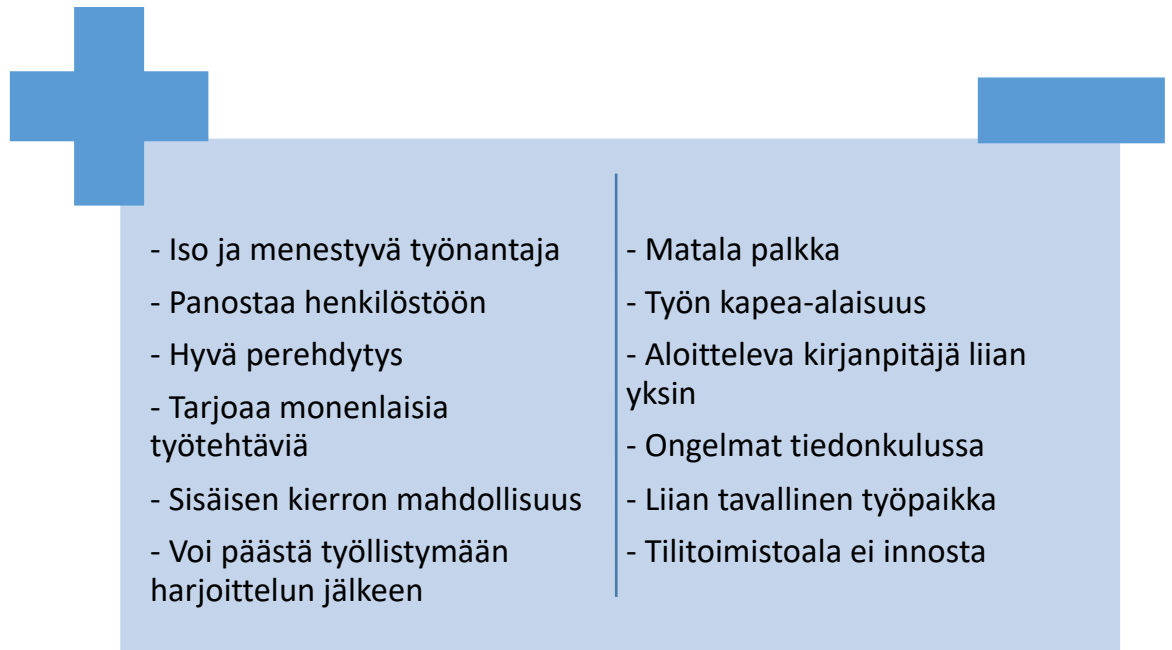 - Iso ja menestyvä työnantaja
- Panostaa henkilöstöön
- Hyvä perehdytys
- Tarjoaa monenlaisia
työtehtäviä
- Sisäisen kierron mahdollisuus
- Voi päästä työllistymään
harjoittelun jälkeen
- Matala palkka
- Työn kapea-alaisuus
- Aloitteleva kirjanpitäjä liian
yksin
- Ongelmat tiedonkulussa
- Liian tavallinen työpaikka
- Tilitoimistoala ei innosta